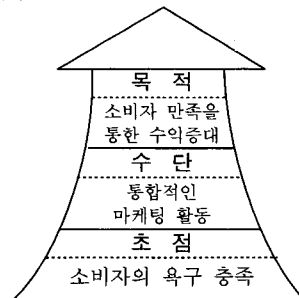 목 적
소비자 만족을
통한 수익증대
수 단
통합적인
마케팅 활동
초 점
소비자의 욕구 충족